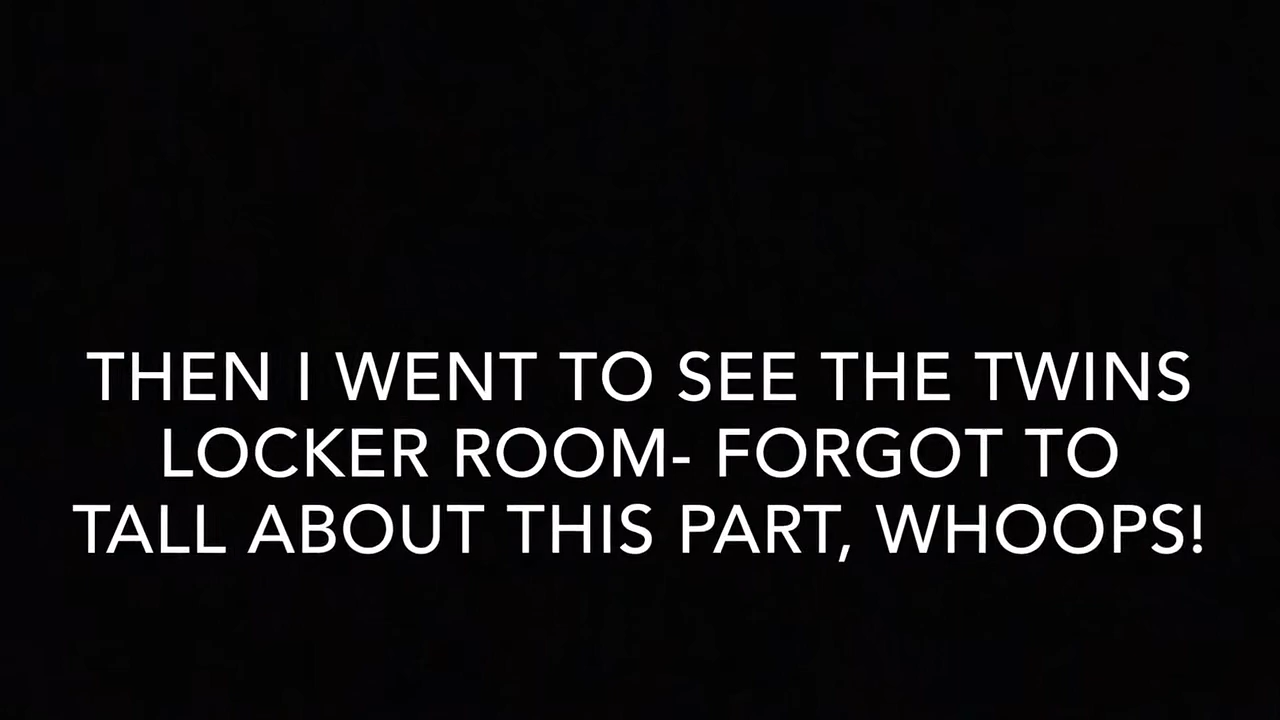 THEN I WENT TO SEE THE TWINS
LOCKER ROOM- FORGOT TO
TALL ABOUT THIS PART, WHOOPS!